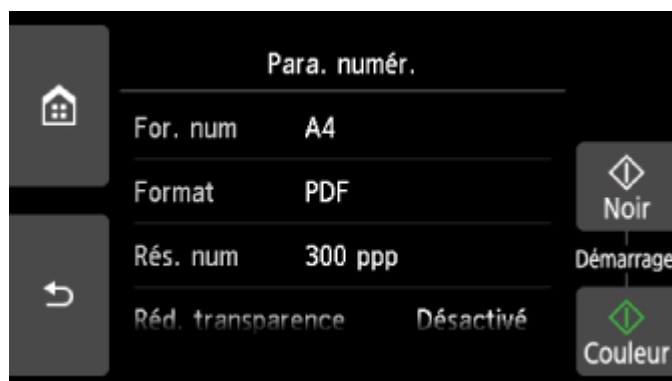 Para. numér.
For. num A4
Format PDF
Rés. num 300 ppp
Réd. transparence Désactivé
Noir
Démarrage
Couleur